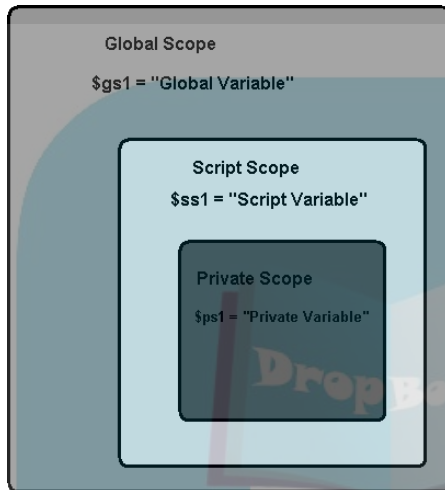 Global Scope
$gs1 = "Global Variable"
Script Scope
$ss1 = "Script Variable"
Private Scope
$ps1 = "Private Variable"